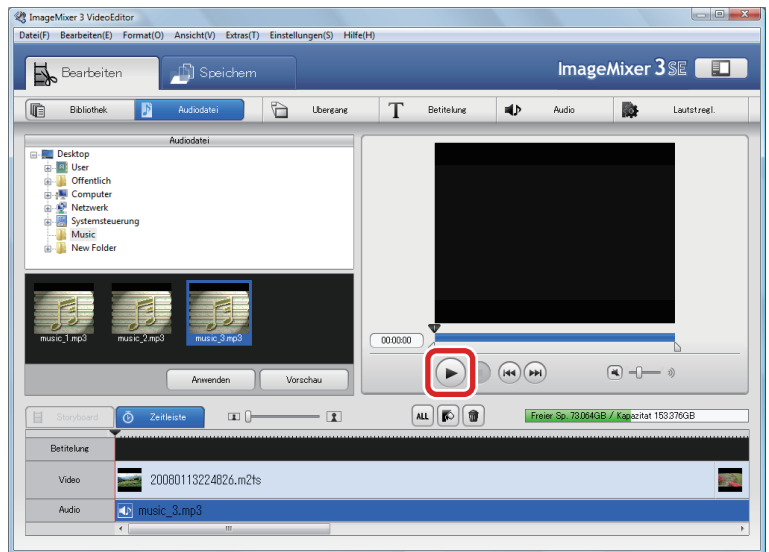 ImageMixer 3 VideoEditor
Datei(F) Bearbeiten(E) Format(O) Ansicht(V) Extras(T) Einstellungen(S) Hilfe(H)
Bearbeiten
Speichern
ImageMixer 3 SE
Bibliothek
Audiodatei
Ubergang
T
Betitelung
Audio
Lautstregl.
Audiodatei
Desktop
User
Offentlich
Computer
Netzwerk
Systemsteuerung
Music
New Folder
music_1.mp3
music_2.mp3
music_3.mp3
Anwenden
Vorschau
00:00:00
Storyboard
Zeitleiste
ALL
Freier Sp. 73.064GB / Kapazitat 153.376GB
Betitelung
Video
20080113224826.m2ts
Audio
music_3.mp3